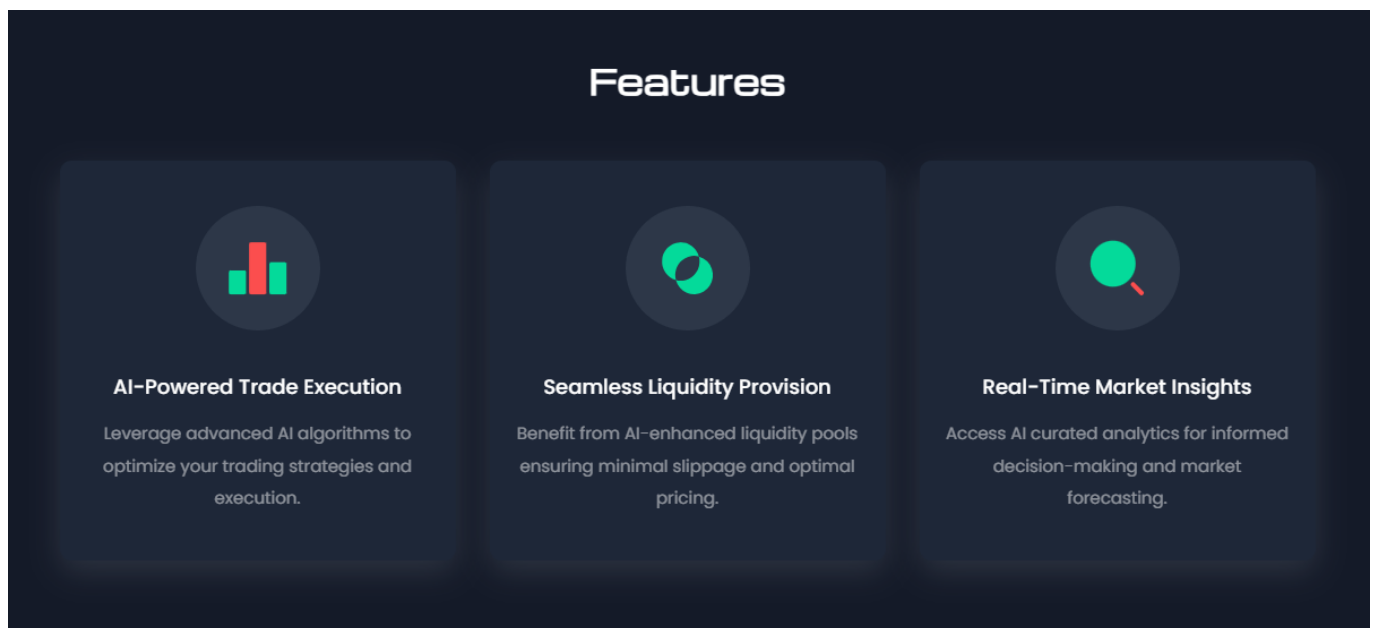 Features
AI-Powered Trade Execution
Leverage advanced AI algorithms to
optimize your trading strategies and
execution.
Seamless Liquidity Provision
Benefit from AI-enhanced liquidity pools
ensuring minimal slippage and optimal
pricing.
Real-Time Market Insights
Access AI curated analytics for informed
decision-making and market
forecasting.